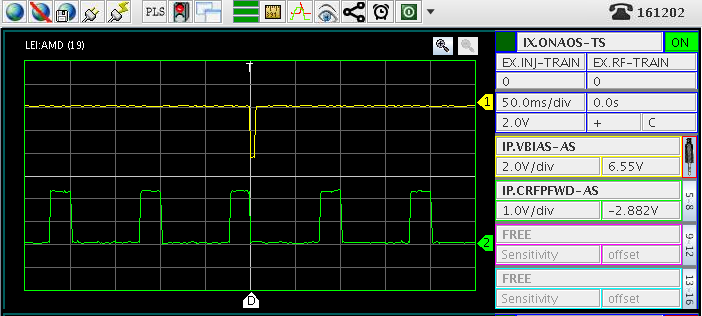 PLS
161202
LEI:AMD (19)
T
1
2
D
IX.ONAOS-TS
ON
EX.INJ-TRAIN
EX.RF-TRAIN
0
0
50.0ms/div
0.0s
2.0V
+
C
IP.VBIAS-AS
2.0V/div
6.55V
IP.CRFPFWD-AS
1.0V/div
-2.882V
5-8
FREE
Sensitivity
offset
9-12
FREE
Sensitivity
offset
13-16